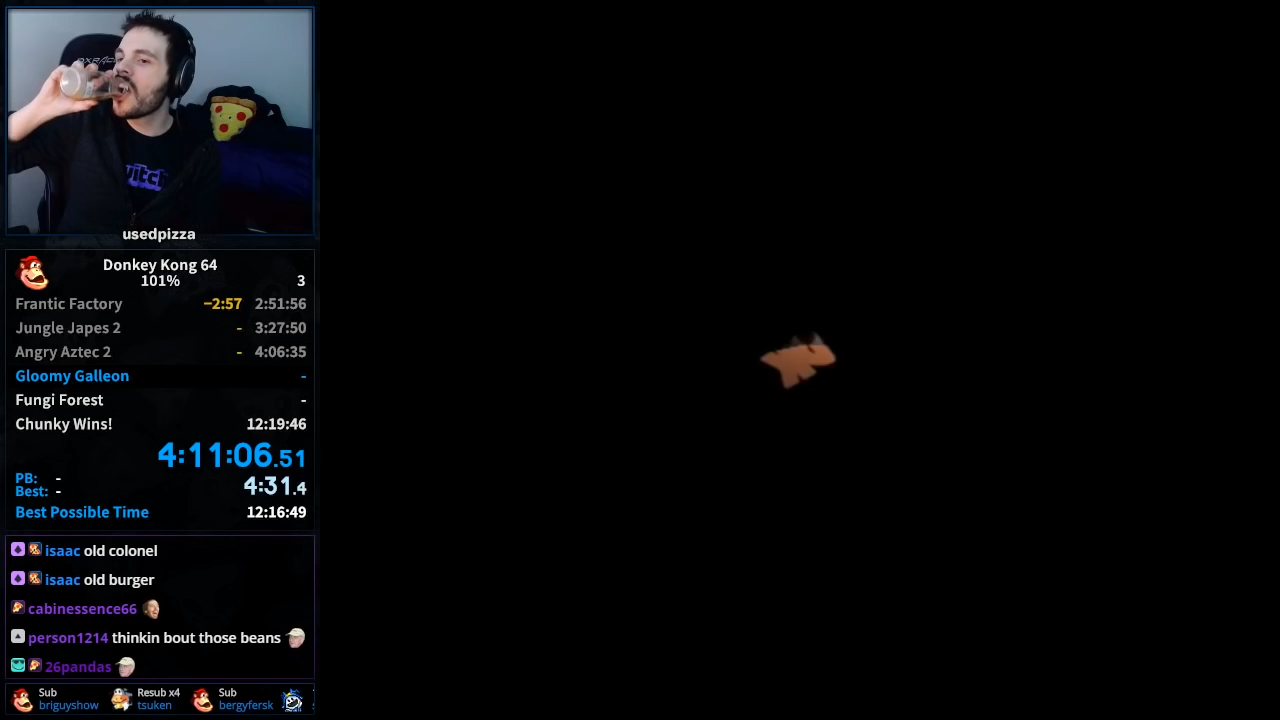 DXRACER
witch
usedpizza
Donkey Kong 64
101% 3
Frantic Factory −2:57 2:51:56
Jungle Japes 2 - 3:27:50
Angry Aztec 2 - 4:06:35
Gloomy Galleon -
Fungi Forest -
Chunky Wins! 12:19:46
4:11:06.51
PB: - 4:31.4
Best: -
Best Possible Time 12:16:49
isaac old colonel
isaac old burger
cabinessence66
person1214 thinkin bout those beans
26pandas
Sub Resub x4 Sub
briguyshow tsuken bergyfersk